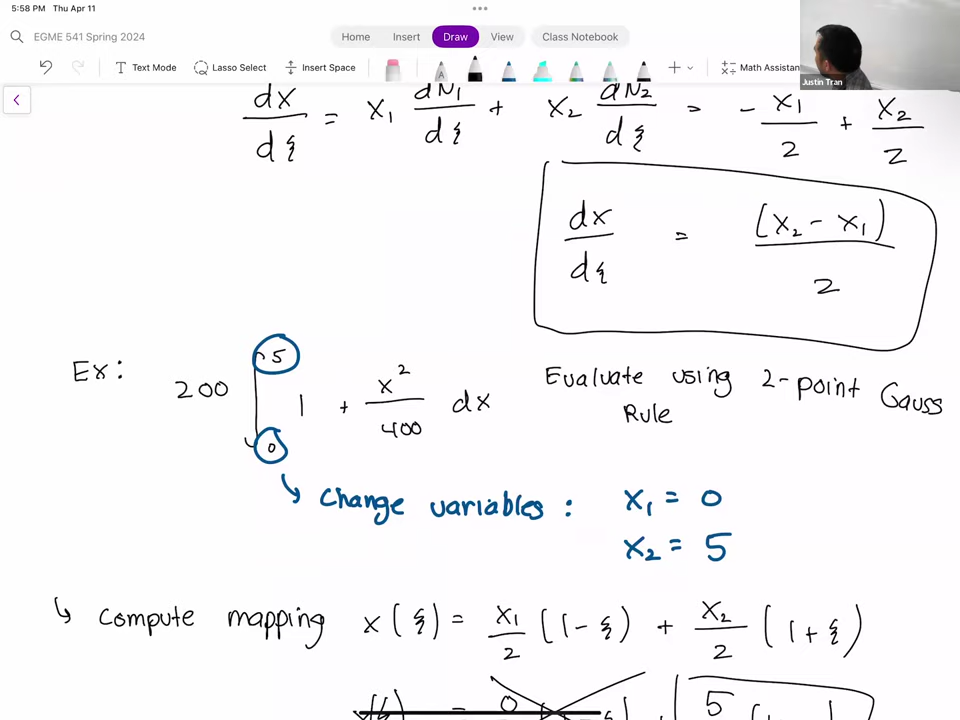 5:58 PM Thu Apr 11
EGME 541 Spring 2024
Home Insert Draw View Class Notebook
Text Mode Lasso Select Insert Space Math Assistan
Justin Tran
dx/dξ = x₁ dN₁/dξ + x₂ dN₂/dξ = - x₁/2 + x₂/2
dx/dξ = (x₂ - x₁)/2
Ex: 200 ∫₀⁵ 1 + x²/400 dx Evaluate using 2-point Gauss
Rule
↳ Change variables : x₁ = 0
x₂ = 5
↳ Compute mapping x(ξ) = x₁/2 (1-ξ) + x₂/2 (1+ξ)